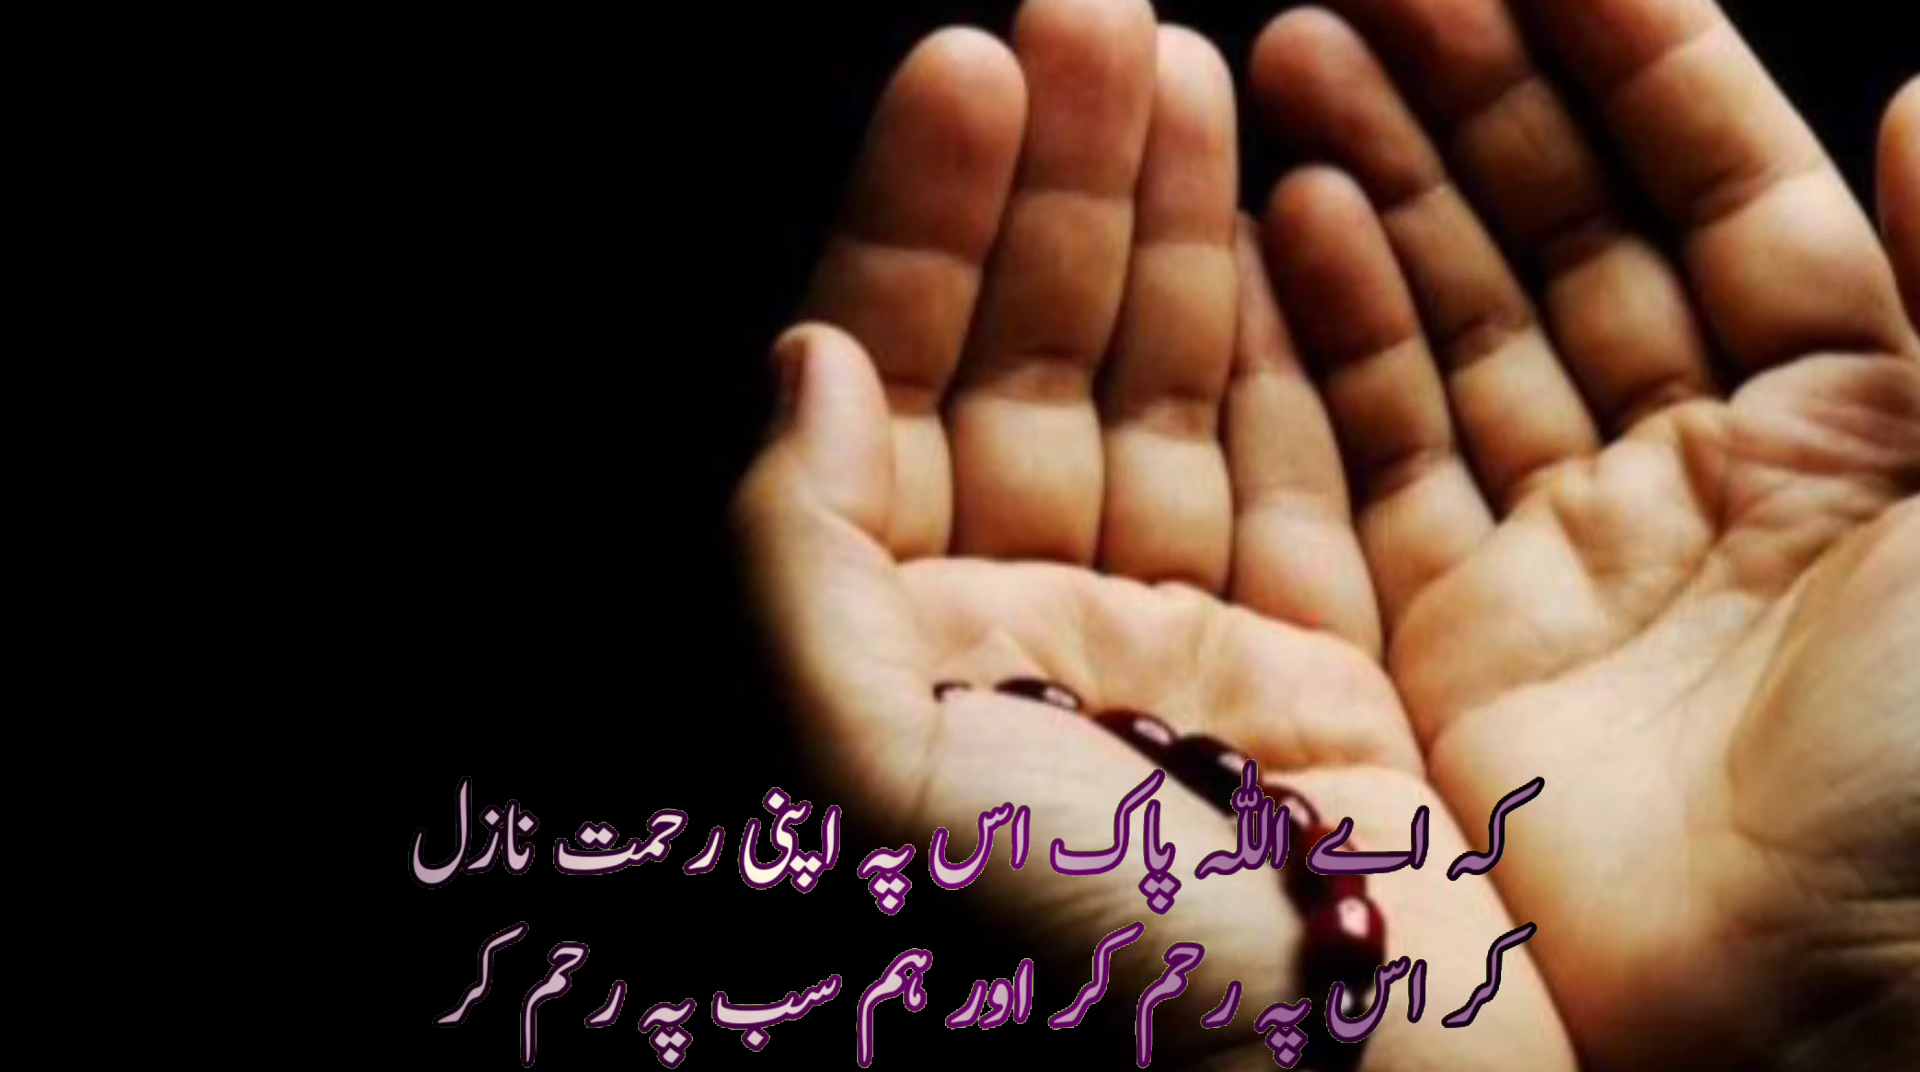 کہ اے اللہ پاک اس پہ اپنی رحمت نازل
کر اس پہ رحم کر اور ہم سب پہ رحم کر